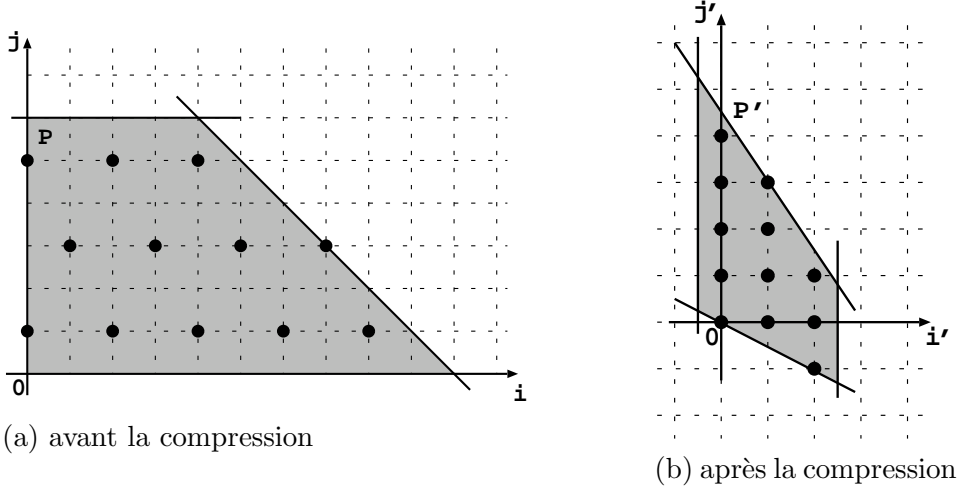 j
P
0
i
(a) avant la compression
j'
P'
0
i'
(b) après la compression